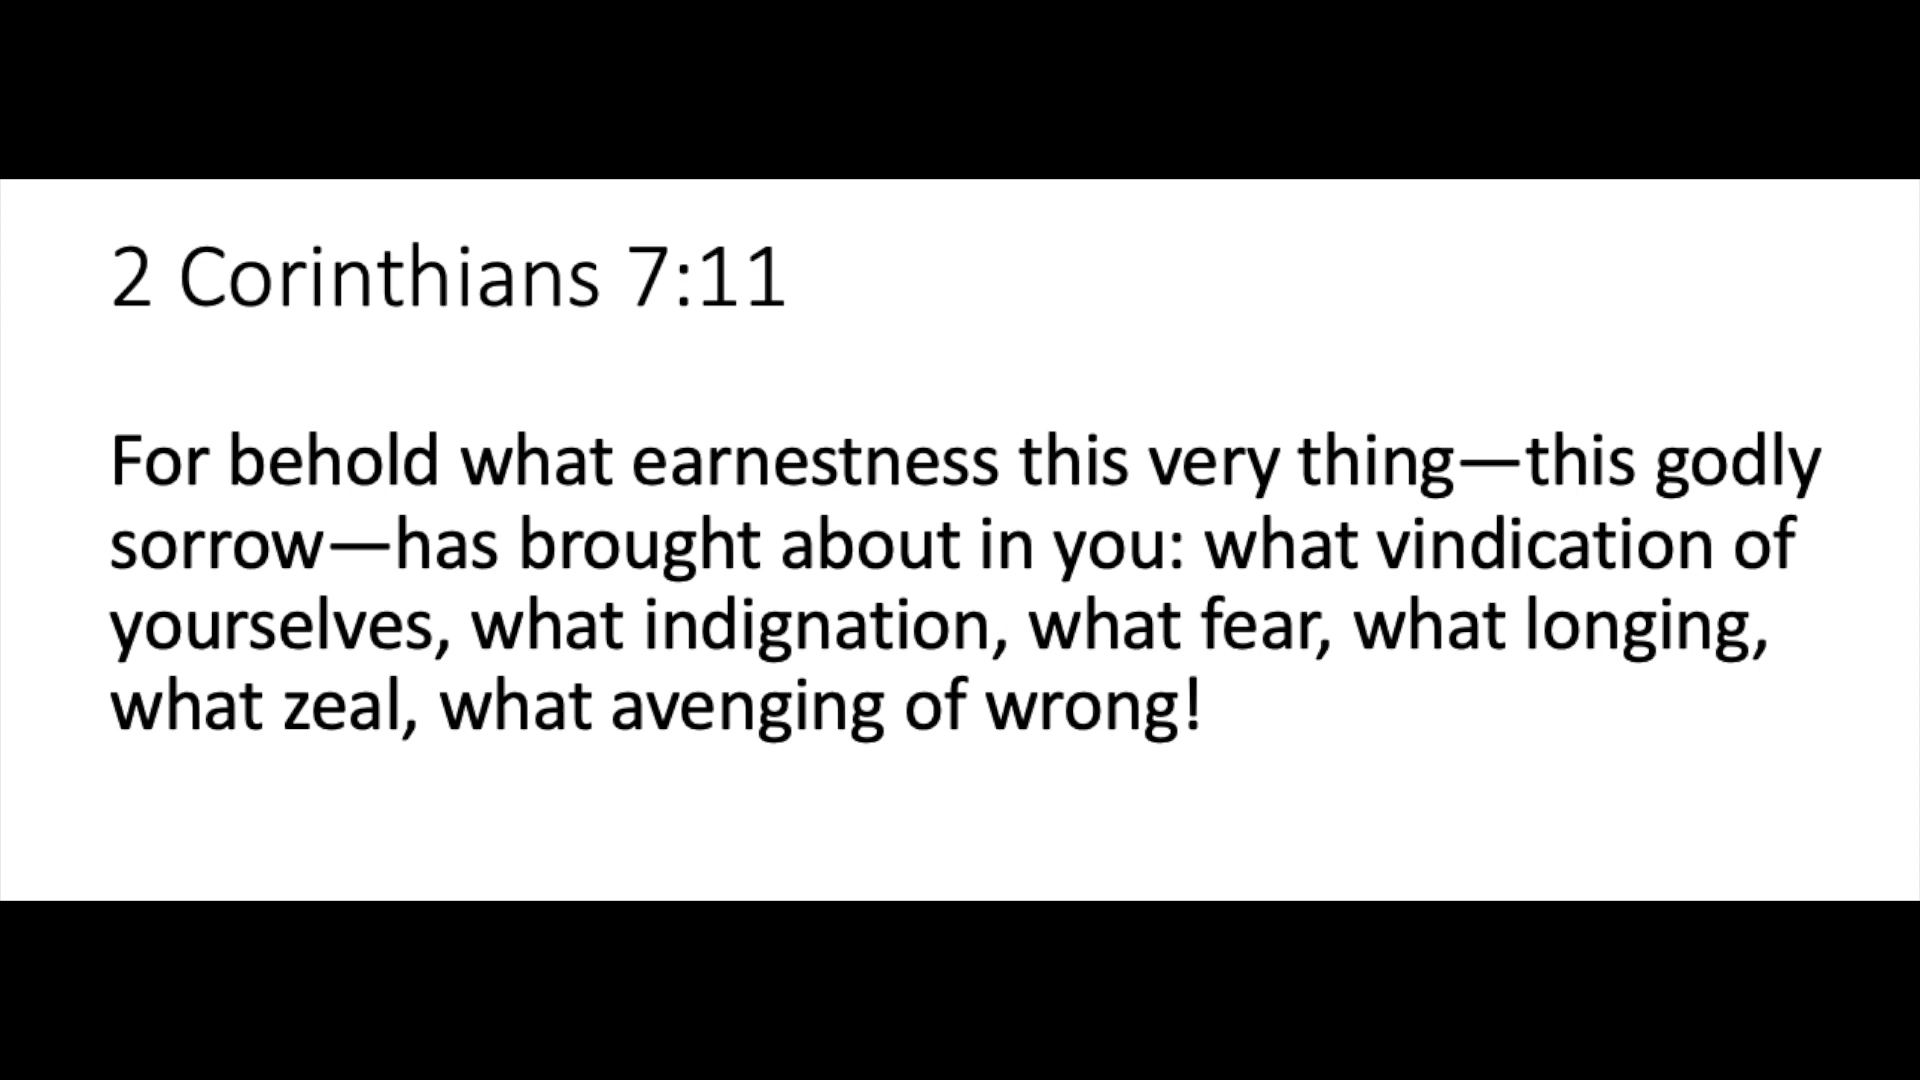 2 Corinthians 7:11
For behold what earnestness this very thing—this godly
sorrow—has brought about in you: what vindication of
yourselves, what indignation, what fear, what longing,
what zeal, what avenging of wrong!